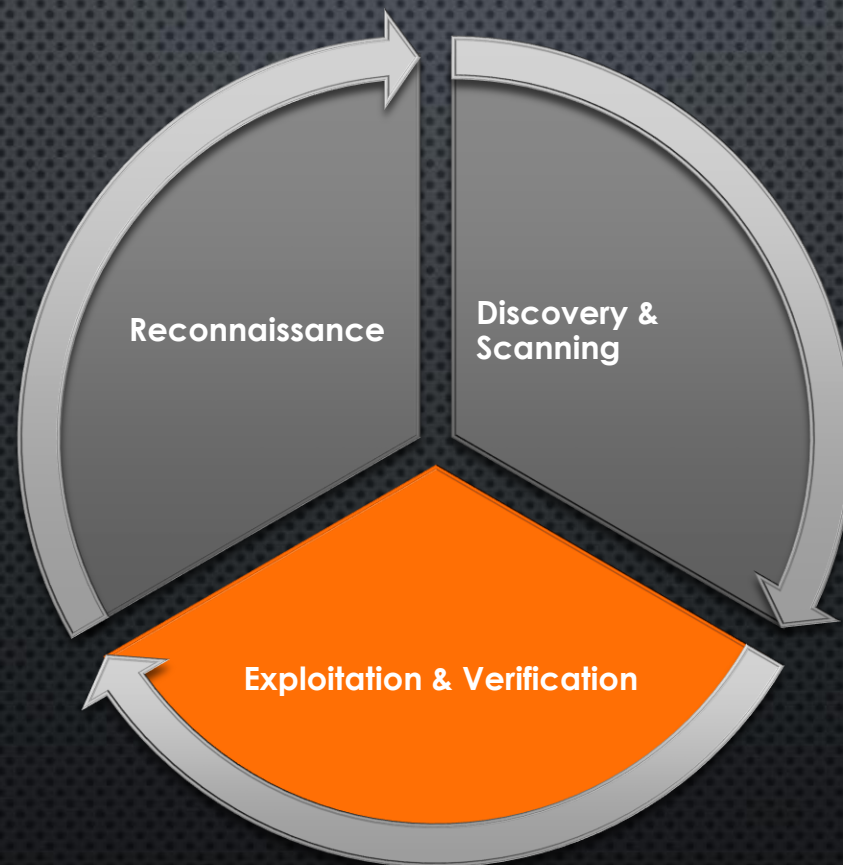 Reconnaissance
Discovery &
Scanning
Exploitation & Verification